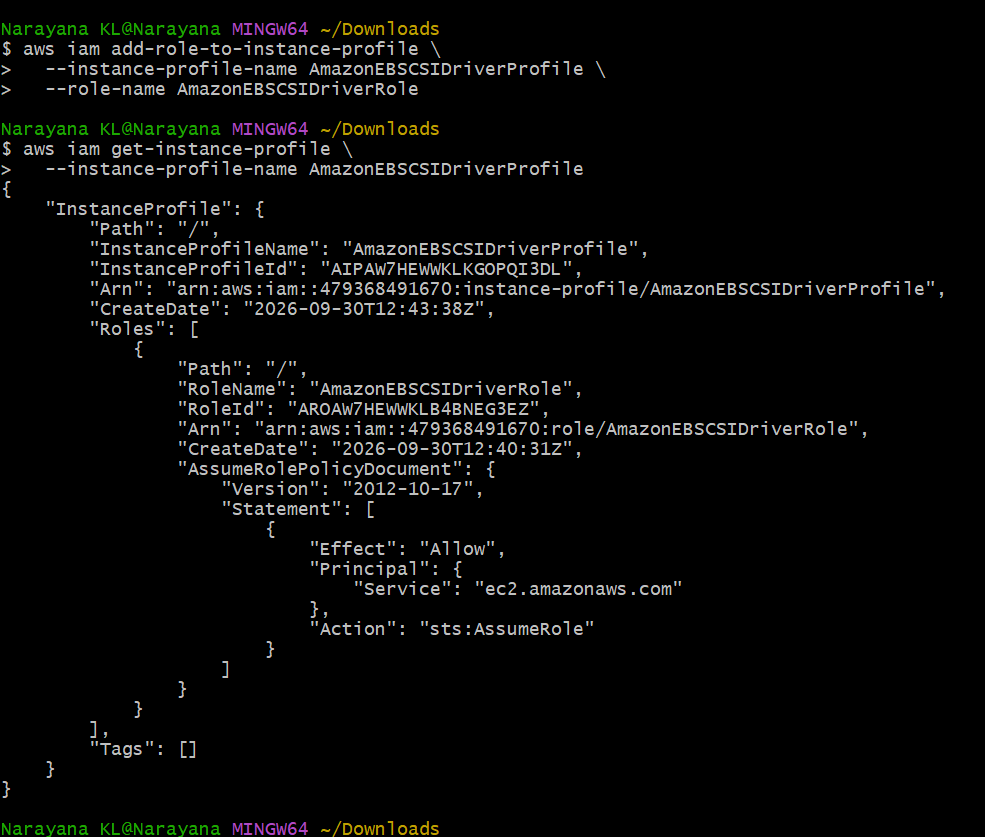 Narayana KL@Narayana MINGW64 ~/Downloads
$ aws iam add-role-to-instance-profile \
>   --instance-profile-name AmazonEBSCSIDriverProfile \
>   --role-name AmazonEBSCSIDriverRole

Narayana KL@Narayana MINGW64 ~/Downloads
$ aws iam get-instance-profile \
>   --instance-profile-name AmazonEBSCSIDriverProfile
{
    "InstanceProfile": {
        "Path": "/",
        "InstanceProfileName": "AmazonEBSCSIDriverProfile",
        "InstanceProfileId": "AIPAW7HEWWKLKGOPQI3DL",
        "Arn": "arn:aws:iam::479368491670:instance-profile/AmazonEBSCSIDriverProfile",
        "CreateDate": "2026-09-30T12:43:38Z",
        "Roles": [
            {
                "Path": "/",
                "RoleName": "AmazonEBSCSIDriverRole",
                "RoleId": "AROAW7HEWWKLB4BNEG3EZ",
                "Arn": "arn:aws:iam::479368491670:role/AmazonEBSCSIDriverRole",
                "CreateDate": "2026-09-30T12:40:31Z",
                "AssumeRolePolicyDocument": {
                    "Version": "2012-10-17",
                    "Statement": [
                        {
                            "Effect": "Allow",
                            "Principal": {
                                "Service": "ec2.amazonaws.com"
                            },
                            "Action": "sts:AssumeRole"
                        }
                    ]
                }
            }
        ],
        "Tags": []
    }
}

Narayana KL@Narayana MINGW64 ~/Downloads